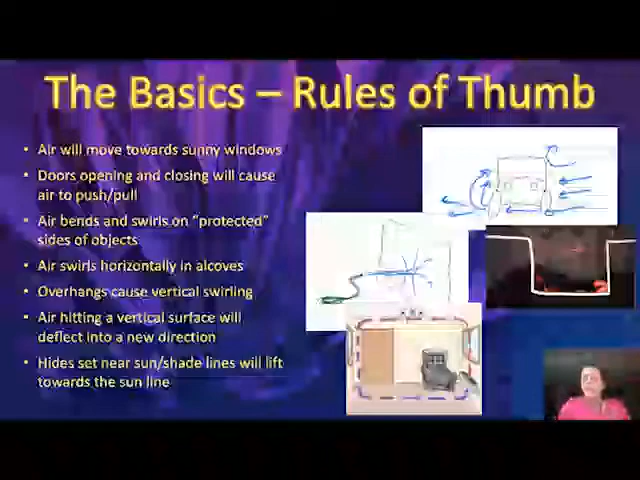 The Basics – Rules of Thumb
• Air will move towards sunny windows
• Doors opening and closing will cause
air to push/pull
• Air bends and swirls on “protected”
sides of objects
• Air swirls horizontally in alcoves
• Overhangs cause vertical swirling
• Air hitting a vertical surface will
deflect into a new direction
• Hides set near sun/shade lines will lift
towards the sun line